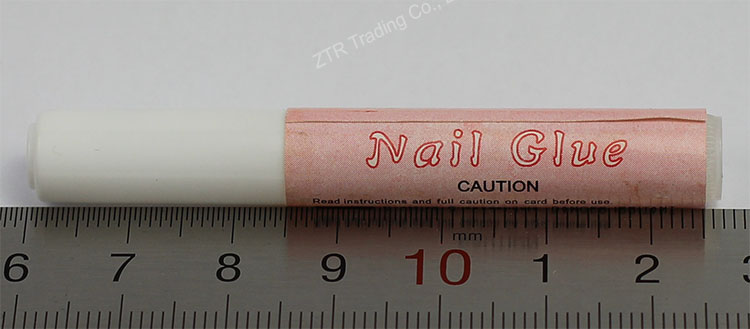 ZTR Trading Co.,
Nail Glue
CAUTION
Read instructions and full caution on card before use.
mm
6 7 8 9 10 1 2 3